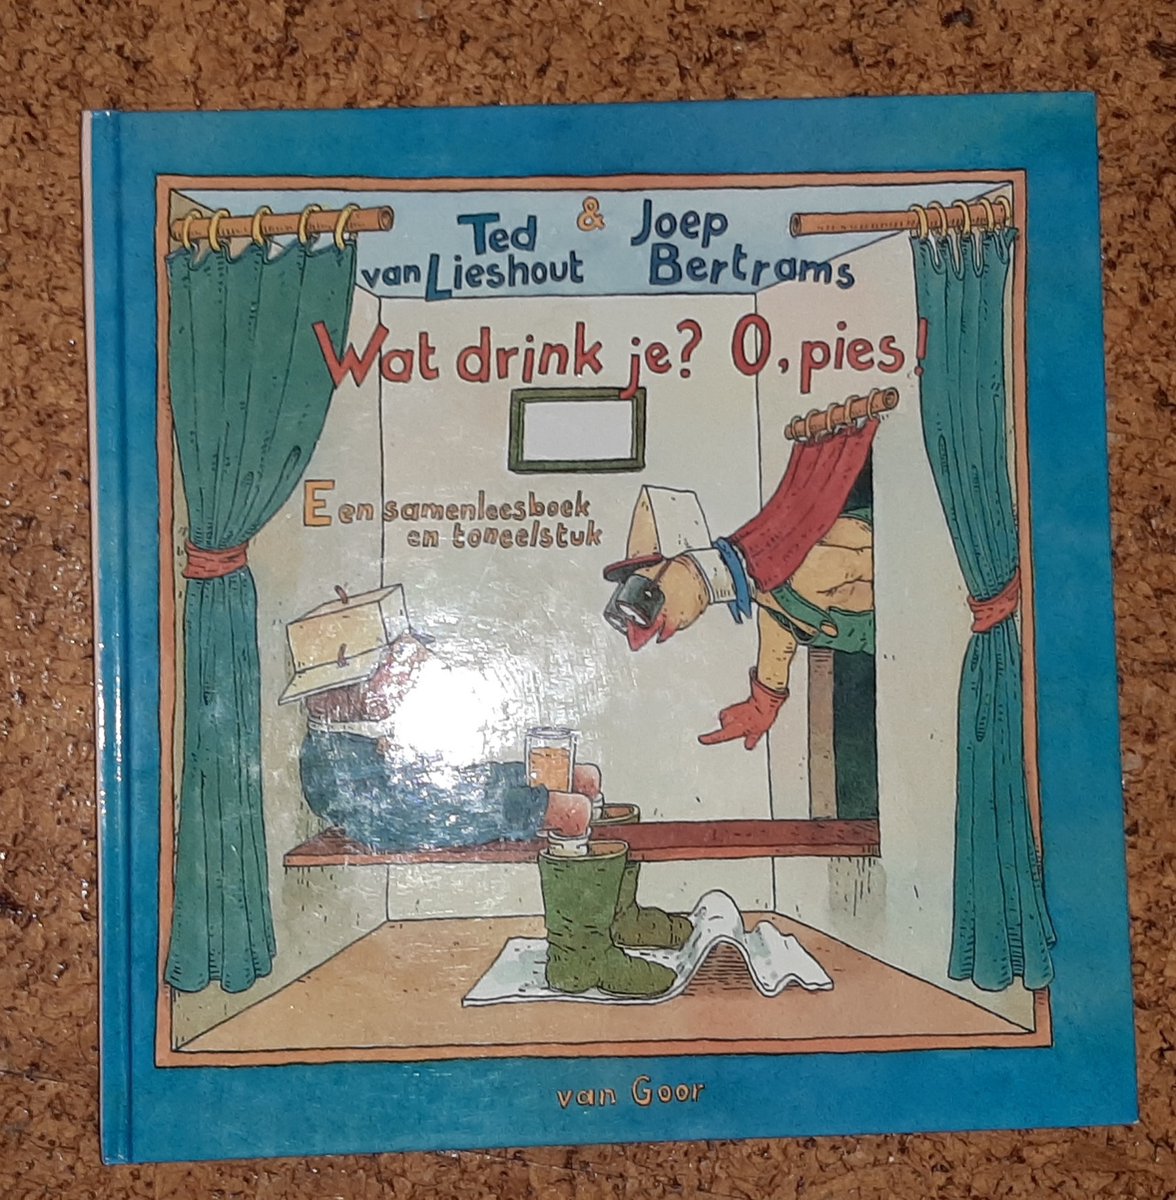 Ted & Joep
van Lieshout Bertrams
Wat drink je? O, pies!
Een samenleesboek
en toneelstuk
van Goor